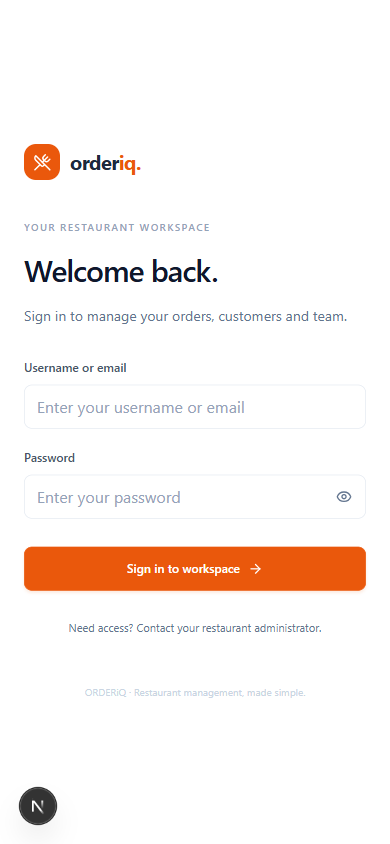 orderiq.
YOUR RESTAURANT WORKSPACE
Welcome back.
Sign in to manage your orders, customers and team.
Username or email
Enter your username or email
Password
Enter your password
Sign in to workspace →
Need access? Contact your restaurant administrator.
ORDERiQ · Restaurant management, made simple.
N